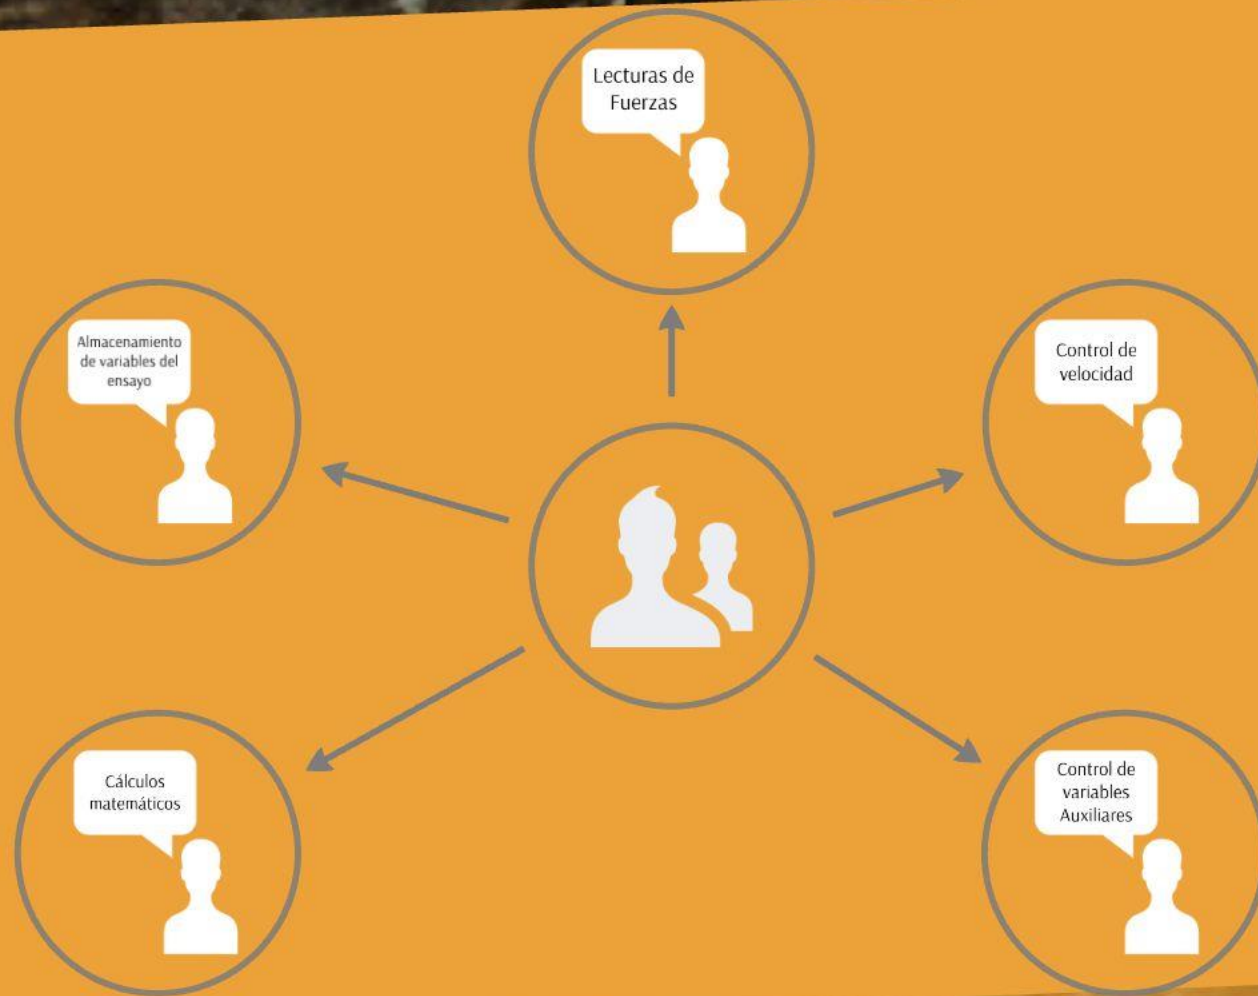 Lecturas de
Fuerzas
Almacenamiento
de variables del
ensayo
Control de
velocidad
Cálculos
matemáticos
Control de
variables
Auxiliares